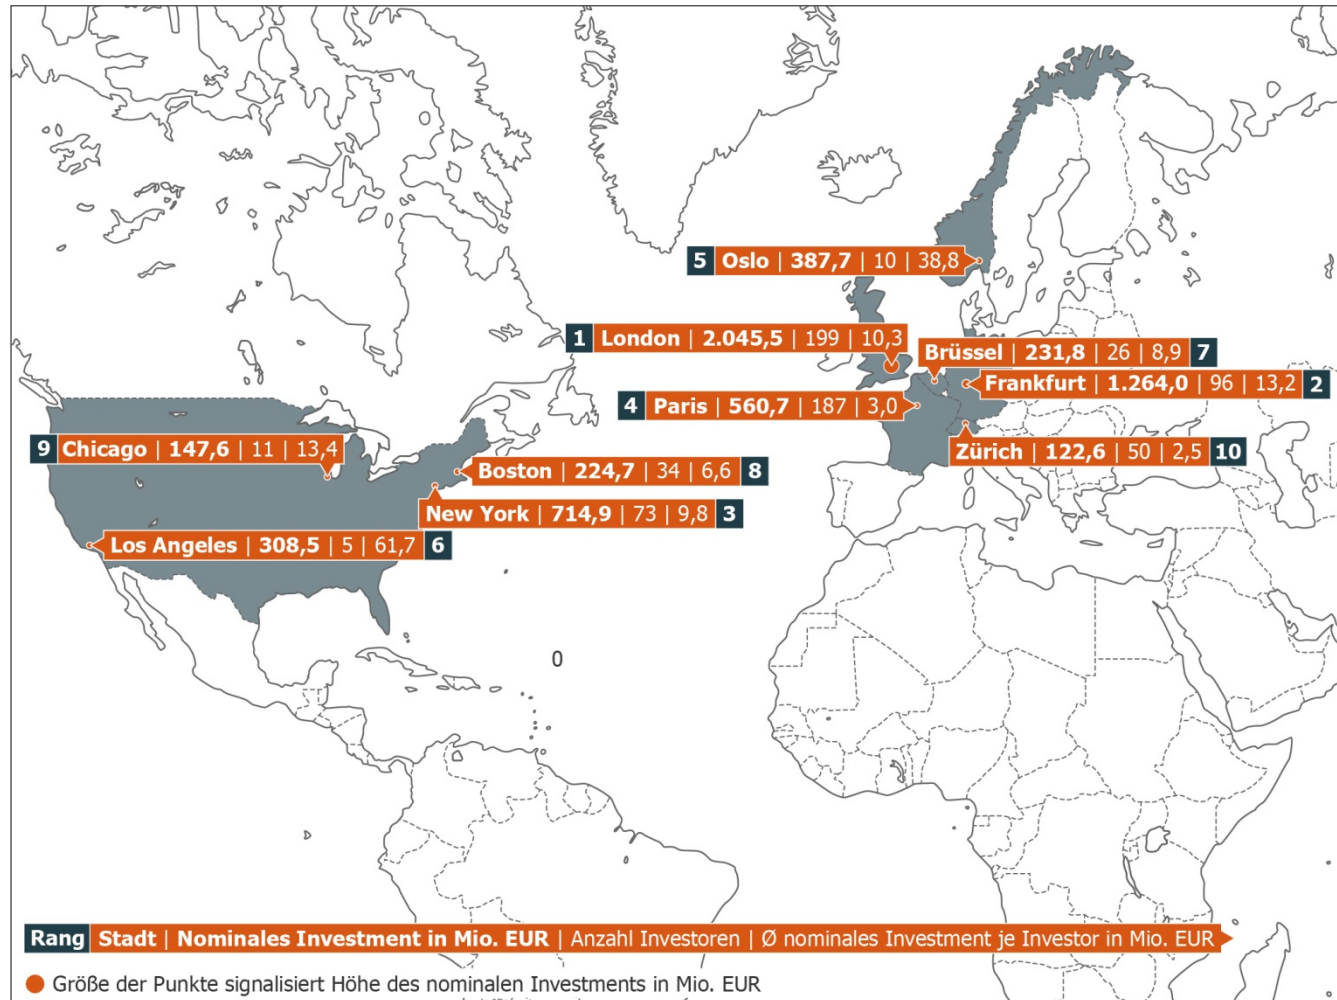 5 Oslo | 387,7 | 10 | 38,8
1 London | 2.045,5 | 199 | 10,3
Brüssel | 231,8 | 26 | 8,9 7
Frankfurt | 1.264,0 | 96 | 13,2 2
4 Paris | 560,7 | 187 | 3,0
9 Chicago | 147,6 | 11 | 13,4
Zürich | 122,6 | 50 | 2,5 10
Boston | 224,7 | 34 | 6,6 8
New York | 714,9 | 73 | 9,8 3
Los Angeles | 308,5 | 5 | 61,7 6
0
Rang Stadt | Nominales Investment in Mio. EUR | Anzahl Investoren | Ø nominales Investment je Investor in Mio. EUR
Größe der Punkte signalisiert Höhe des nominalen Investments in Mio. EUR